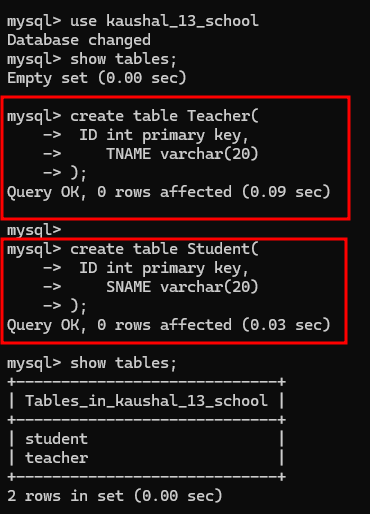 mysql> use kaushal_13_school
Database changed
mysql> show tables;
Empty set (0.00 sec)
mysql> create table Teacher(
    ->  ID int primary key,
    ->     TNAME varchar(20)
    -> );
Query OK, 0 rows affected (0.09 sec)
mysql>
mysql> create table Student(
    ->  ID int primary key,
    ->     SNAME varchar(20)
    -> );
Query OK, 0 rows affected (0.03 sec)
mysql> show tables;
+-----------------------------+
| Tables_in_kaushal_13_school |
+-----------------------------+
| student                     |
| teacher                     |
+-----------------------------+
2 rows in set (0.00 sec)